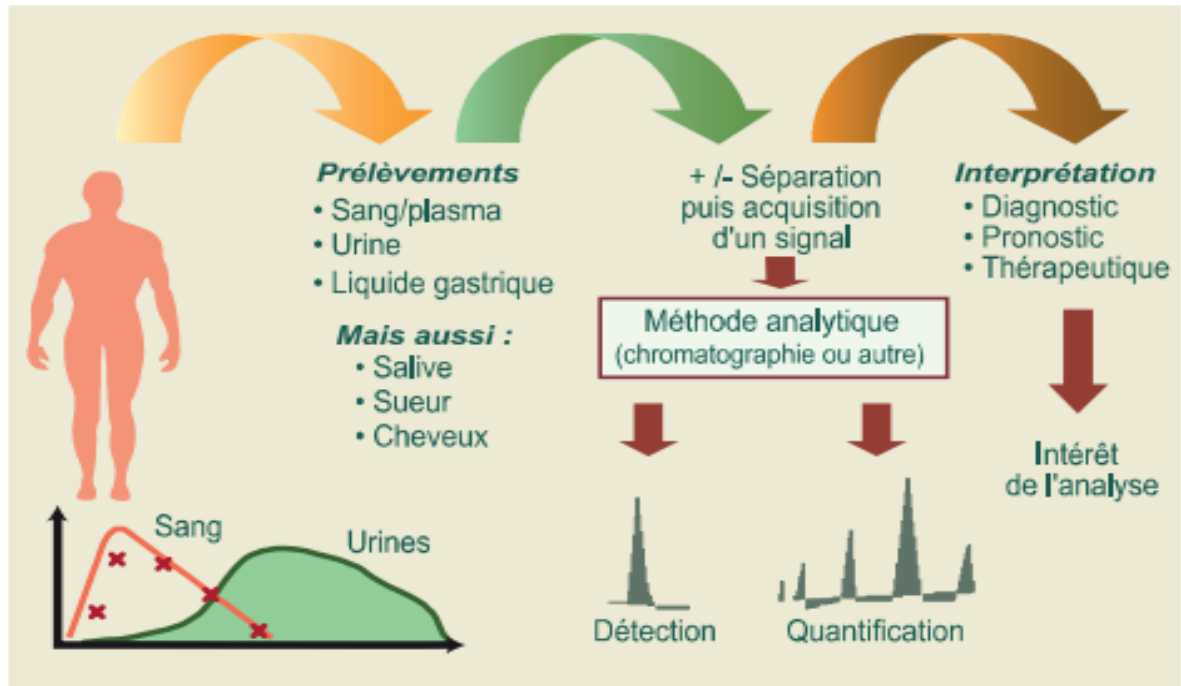 Prélèvements
• Sang/plasma
• Urine
• Liquide gastrique
Mais aussi :
• Salive
• Sueur
• Cheveux
+ /- Séparation
puis acquisition
d'un signal
Méthode analytique
(chromatographie ou autre)
Détection
Quantification
Interprétation
• Diagnostic
• Pronostic
• Thérapeutique
Intérêt
de l'analyse
Sang
Urines